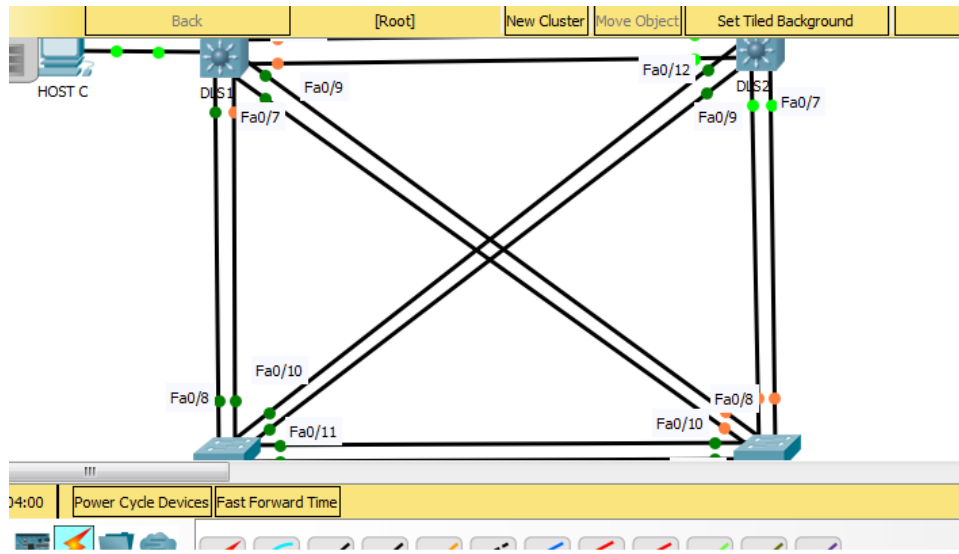 Back
[Root]
New Cluster
Move Object
Set Tiled Background
HOST C
DLS1
Fa0/9
Fa0/7
Fa0/12
DLS2
Fa0/7
Fa0/9
Fa0/10
Fa0/8
Fa0/11
Fa0/8
Fa0/10
04:00
Power Cycle Devices
Fast Forward Time